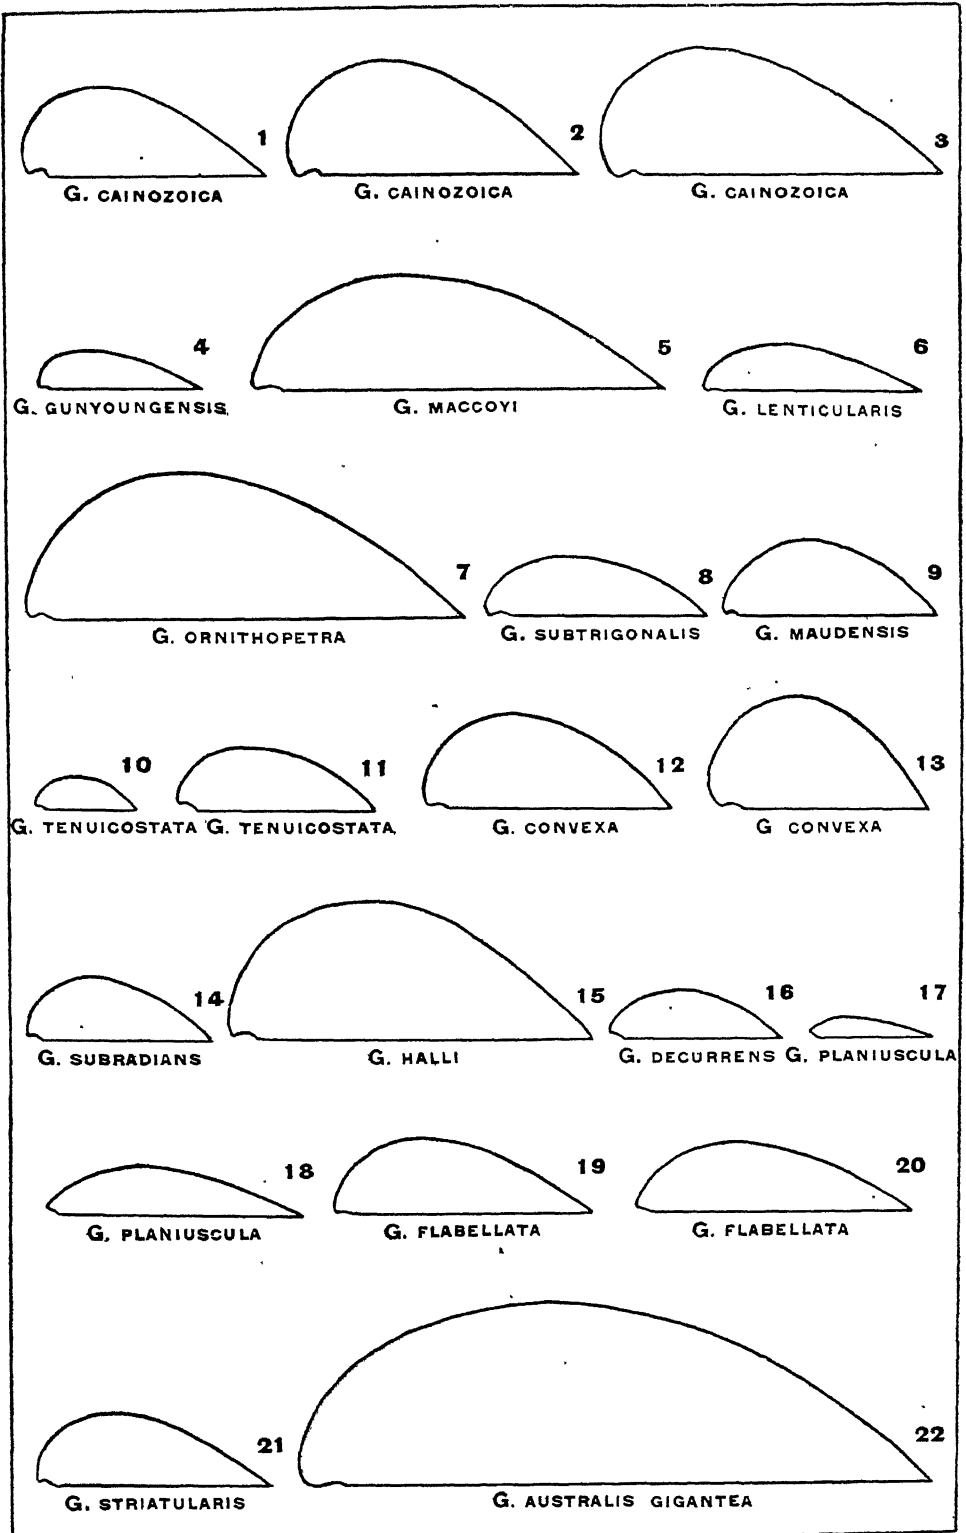 1 2 3
G. CAINOZOICA G. CAINOZOICA G. CAINOZOICA
4 5 6
G. GUNYOUNGENSIS. G. MACCOYI G. LENTICULARIS
7 8 9
G. ORNITHOPETRA G. SUBTRIGONALIS G. MAUDENSIS
10 11 12 13
G. TENUICOSTATA G. TENUICOSTATA. G. CONVEXA G CONVEXA
14 15 16 17
G. SUBRADIANS G. HALLI G. DECURRENS G. PLANIUSCULA
18 19 20
G. PLANIUSCULA G. FLABELLATA G. FLABELLATA
21 22
G. STRIATULARIS G. AUSTRALIS GIGANTEA